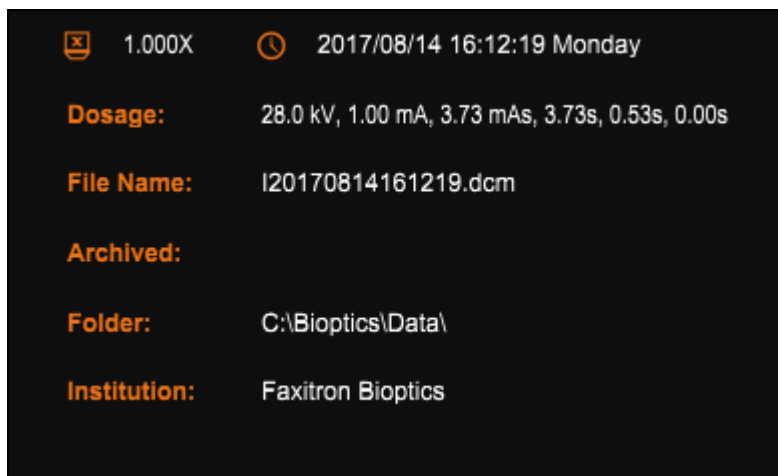 1.000X 2017/08/14 16:12:19 Monday
Dosage: 28.0 kV, 1.00 mA, 3.73 mAs, 3.73s, 0.53s, 0.00s
File Name: I20170814161219.dcm
Archived:
Folder: C:\Bioptics\Data\
Institution: Faxitron Bioptics